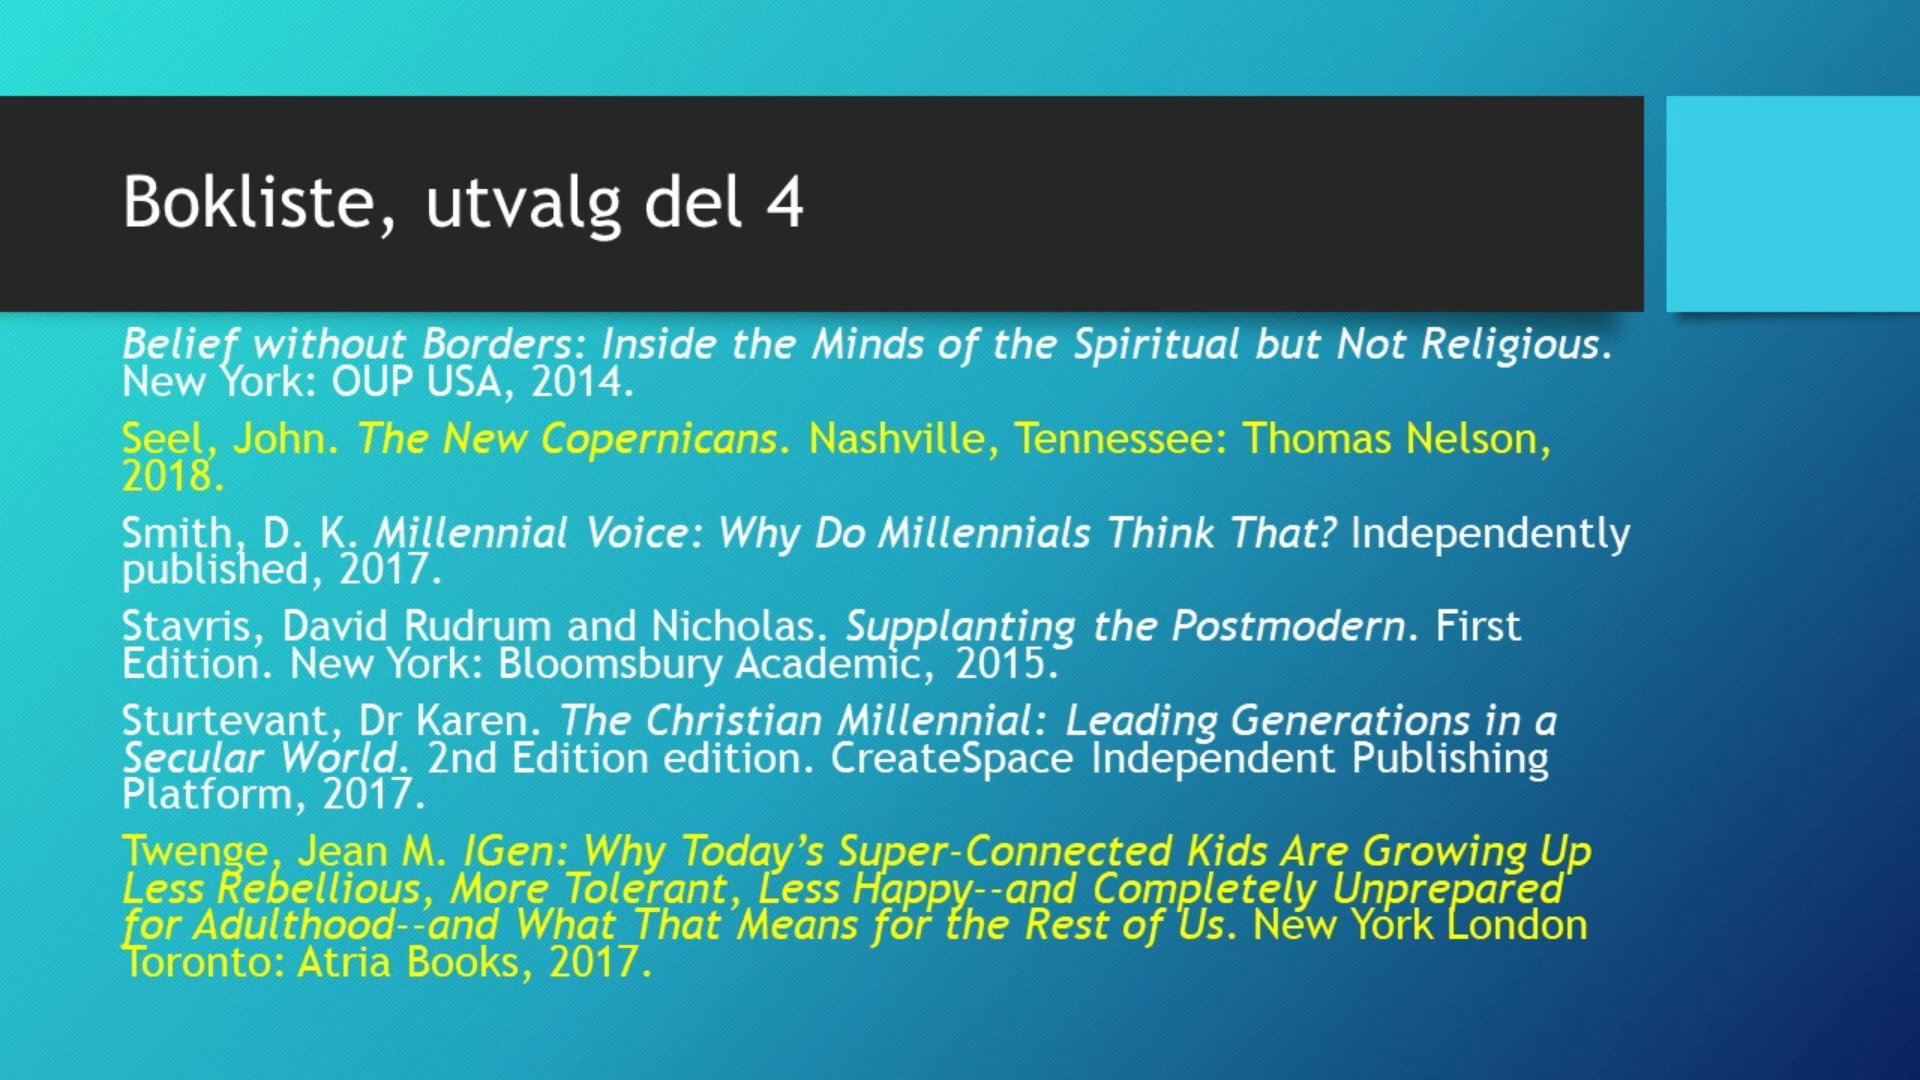 Bokliste, utvalg del 4
Belief without Borders: Inside the Minds of the Spiritual but Not Religious.
New York: OUP USA, 2014.
Seel, John. The New Copernicans. Nashville, Tennessee: Thomas Nelson,
2018.
Smith, D. K. Millennial Voice: Why Do Millennials Think That? Independently
published, 2017.
Stavris, David Rudrum and Nicholas. Supplanting the Postmodern. First
Edition. New York: Bloomsbury Academic, 2015.
Sturtevant, Dr Karen. The Christian Millennial: Leading Generations in a
Secular World. 2nd Edition edition. CreateSpace Independent Publishing
Platform, 2017.
Twenge, Jean M. IGen: Why Today’s Super-Connected Kids Are Growing Up
Less Rebellious, More Tolerant, Less Happy--and Completely Unprepared
for Adulthood--and What That Means for the Rest of Us. New York London
Toronto: Atria Books, 2017.